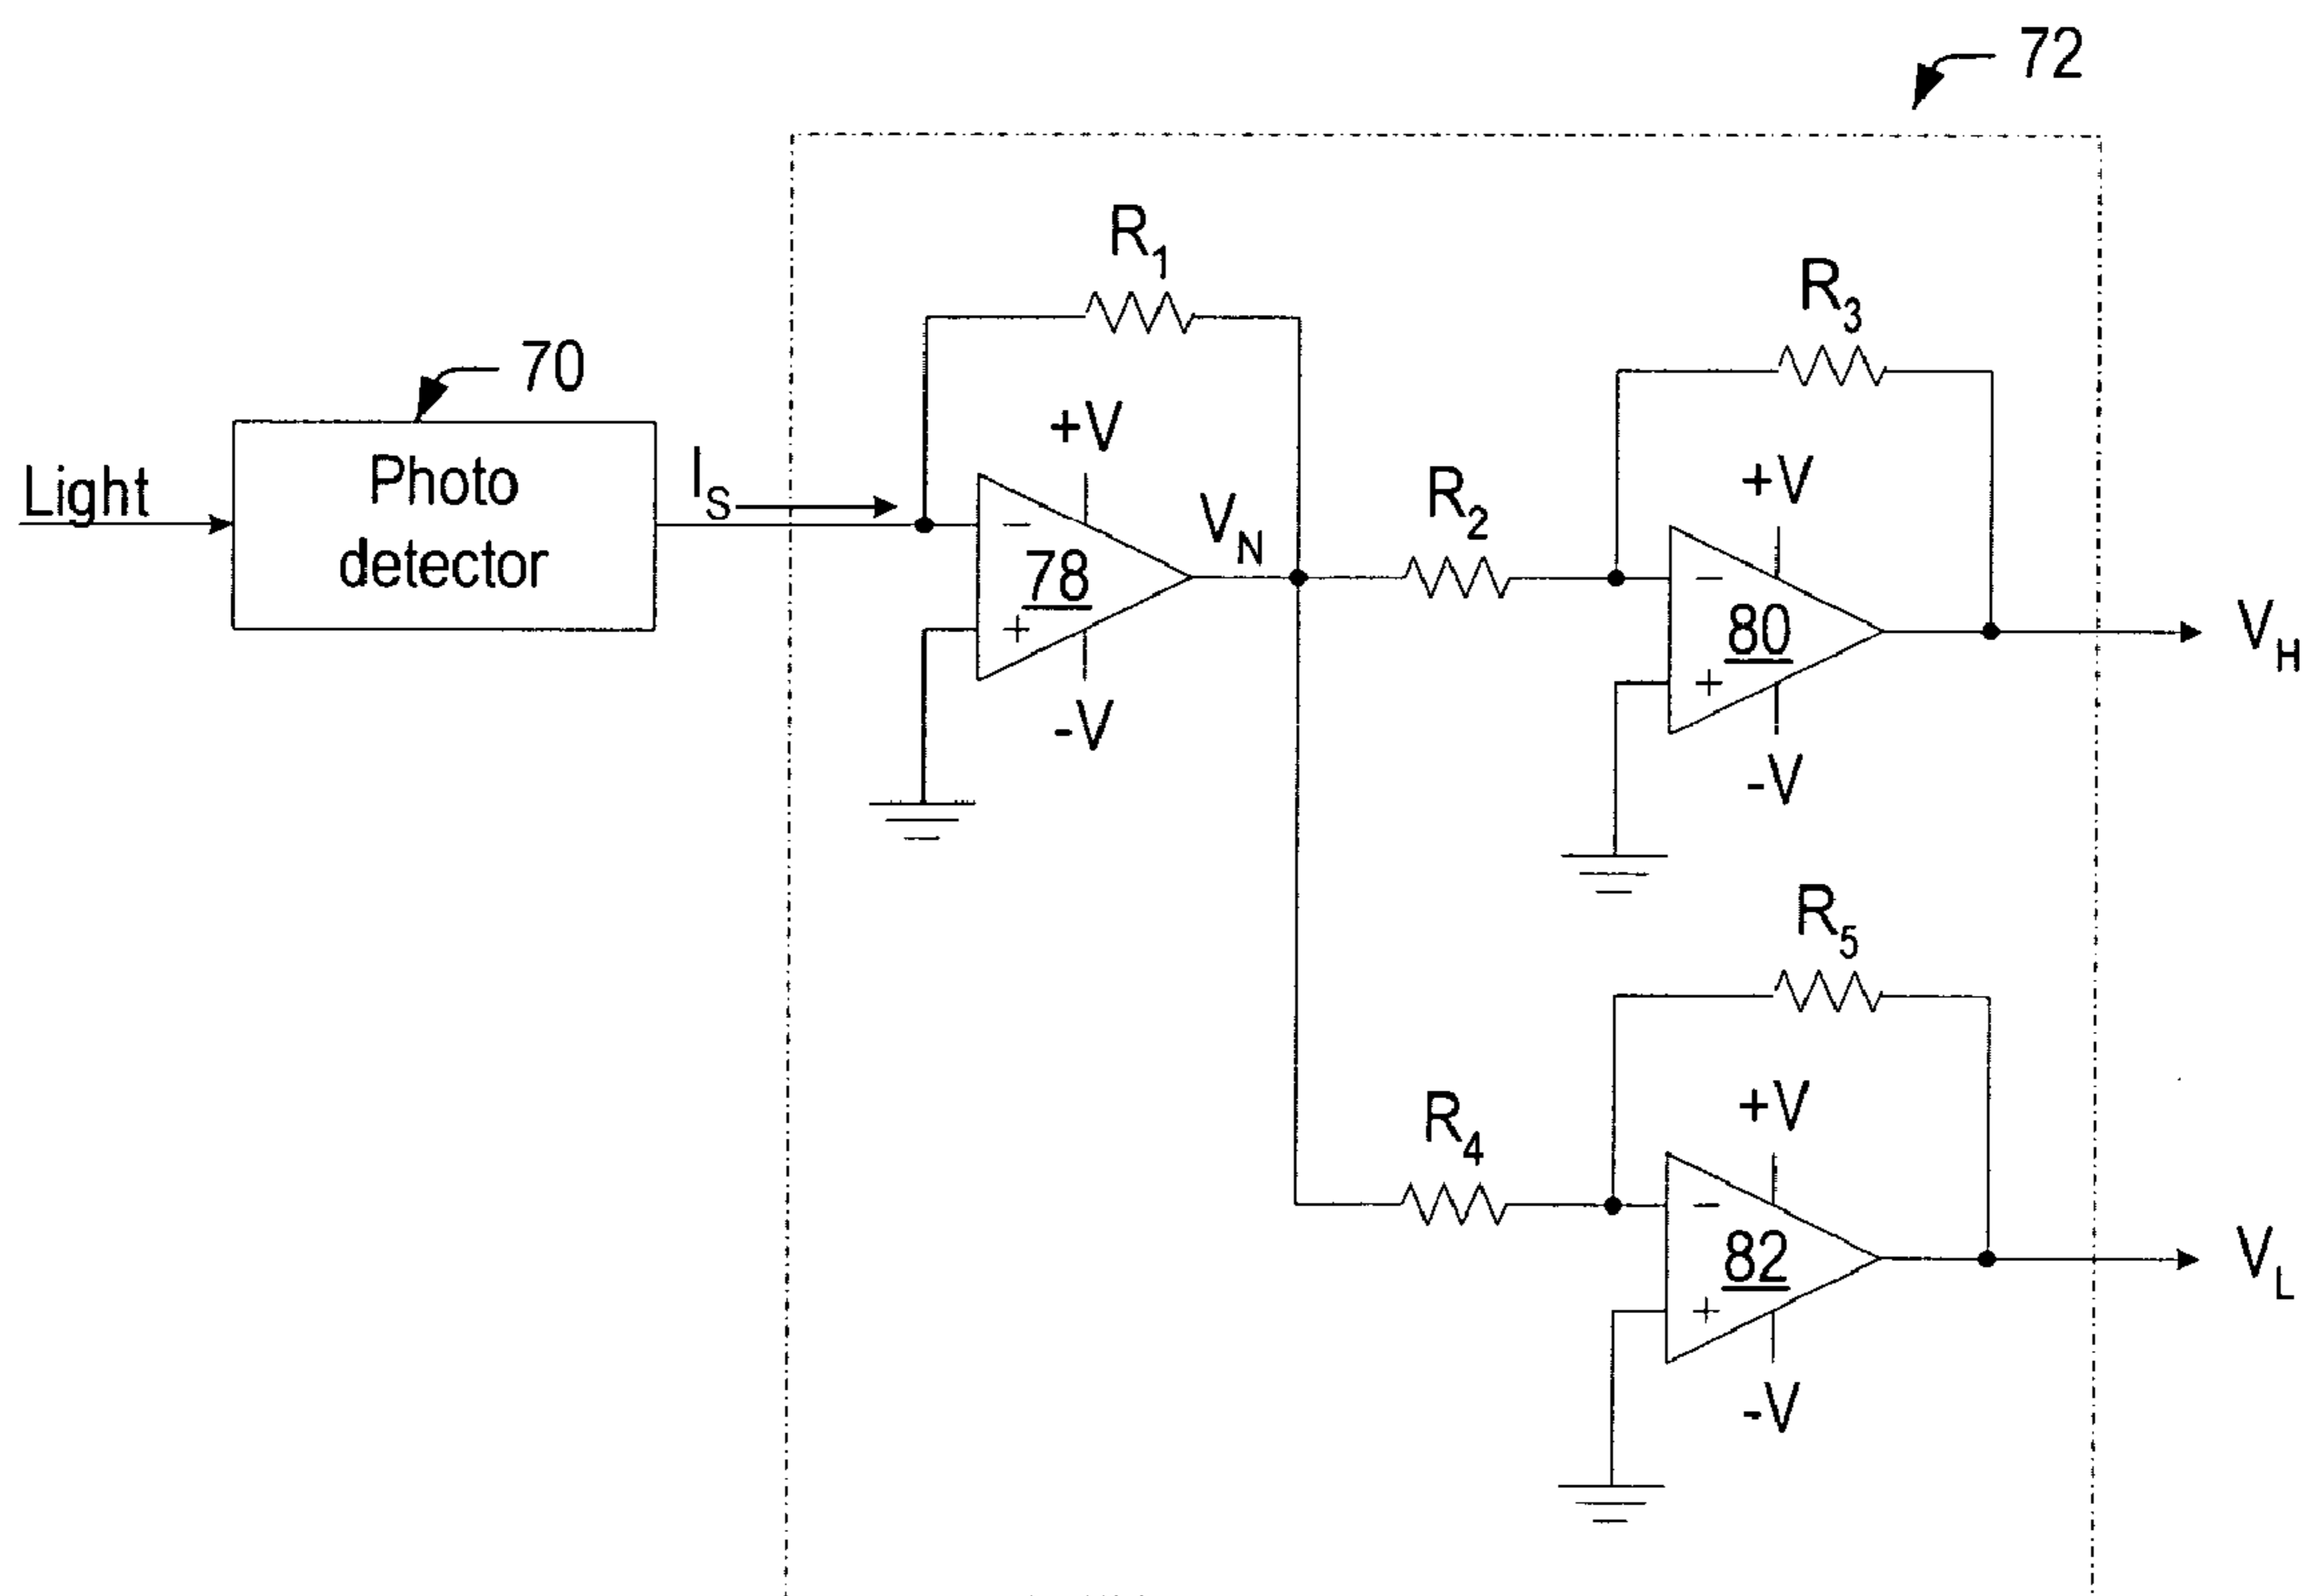 72
R1
R3
70
+V
Light
Photo
detector
IS
+V
R2
VN
−
78
+
−
80
+
VH
-V
-V
R5
+V
R4
−
82
+
VL
-V